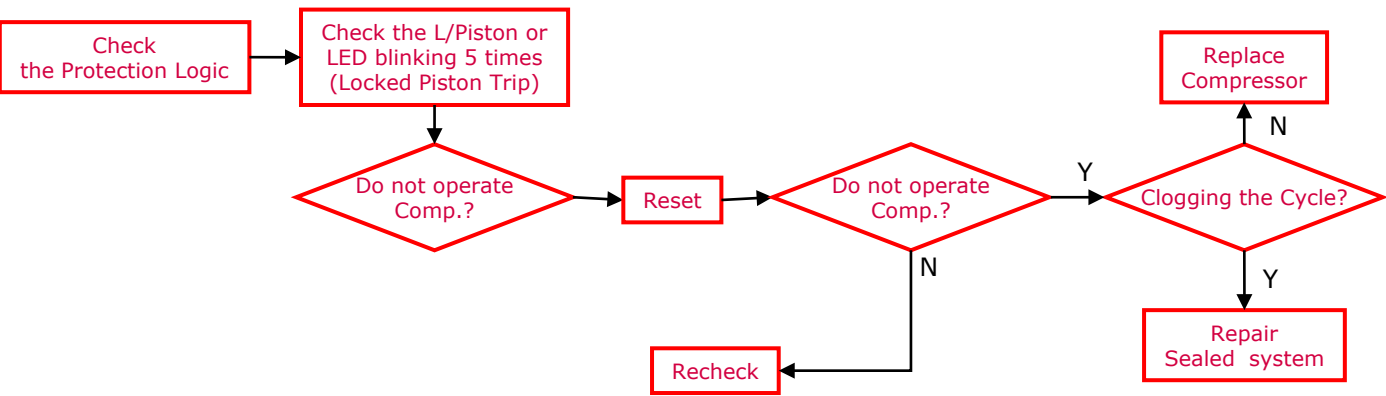 Check
the Protection Logic
Check the L/Piston or
LED blinking 5 times
(Locked Piston Trip)
Do not operate
Comp.?
Reset
Do not operate
Comp.?
Y
N
Clogging the Cycle?
N
Replace
Compressor
Y
Repair
Sealed system
Recheck